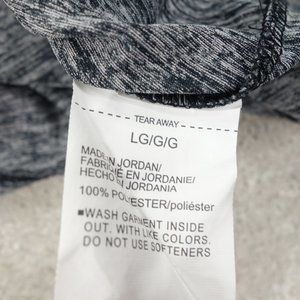 TEAR AWAY
LG/G/G
MADE IN JORDAN/
FABRIQUÉ EN JORDANIE/
HECHO EN JORDANIA
100% POLYESTER/poliéster
■WASH GARMENT INSIDE
OUT. WITH LIKE COLORS.
DO NOT USE SOFTENERS